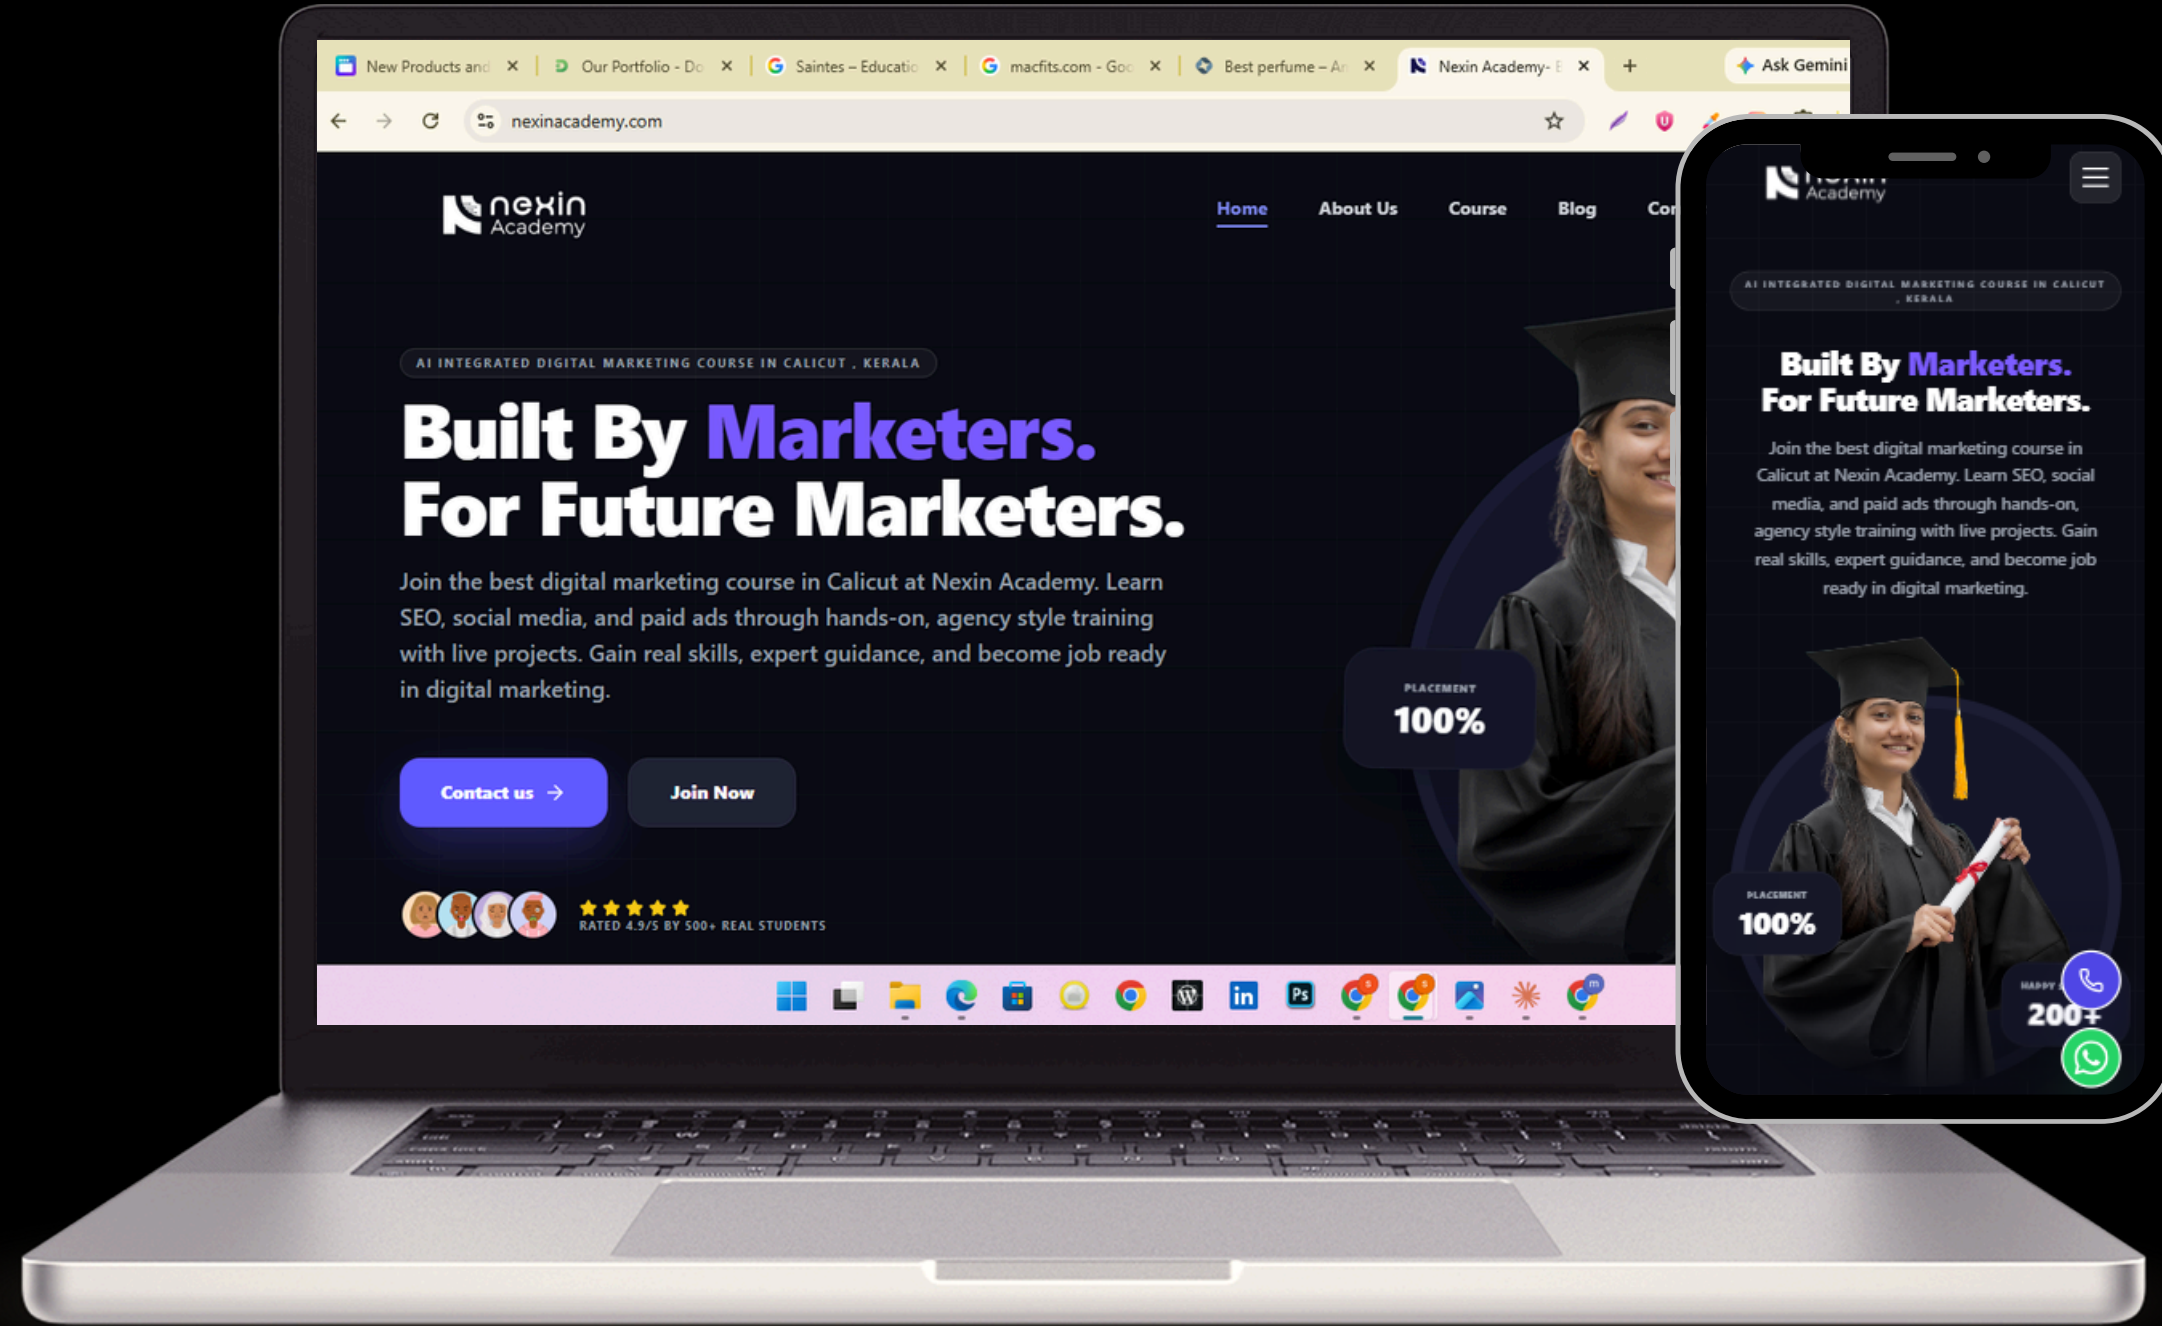 New Products and
Our Portfolio - Do
Saintes – Educatio
macfits.com - Goo
Best perfume – An
Nexin Academy- E
Ask Gemini
nexinacademy.com
nexin
Academy
Home
About Us
Course
Blog
Con
AI INTEGRATED DIGITAL MARKETING COURSE IN CALICUT , KERALA
Built By Marketers.
For Future Marketers.
Join the best digital marketing course in Calicut at Nexin Academy. Learn
SEO, social media, and paid ads through hands-on, agency style training
with live projects. Gain real skills, expert guidance, and become job ready
in digital marketing.
PLACEMENT
100%
Contact us
Join Now
RATED 4.9/5 BY 500+ REAL STUDENTS
in
Ps
Academy
AI INTEGRATED DIGITAL MARKETING COURSE IN CALICUT
, KERALA
Built By Marketers.
For Future Marketers.
Join the best digital marketing course in
Calicut at Nexin Academy. Learn SEO, social
media, and paid ads through hands-on,
agency style training with live projects. Gain
real skills, expert guidance, and become job
ready in digital marketing.
PLACEMENT
100%
HAPPY
200+